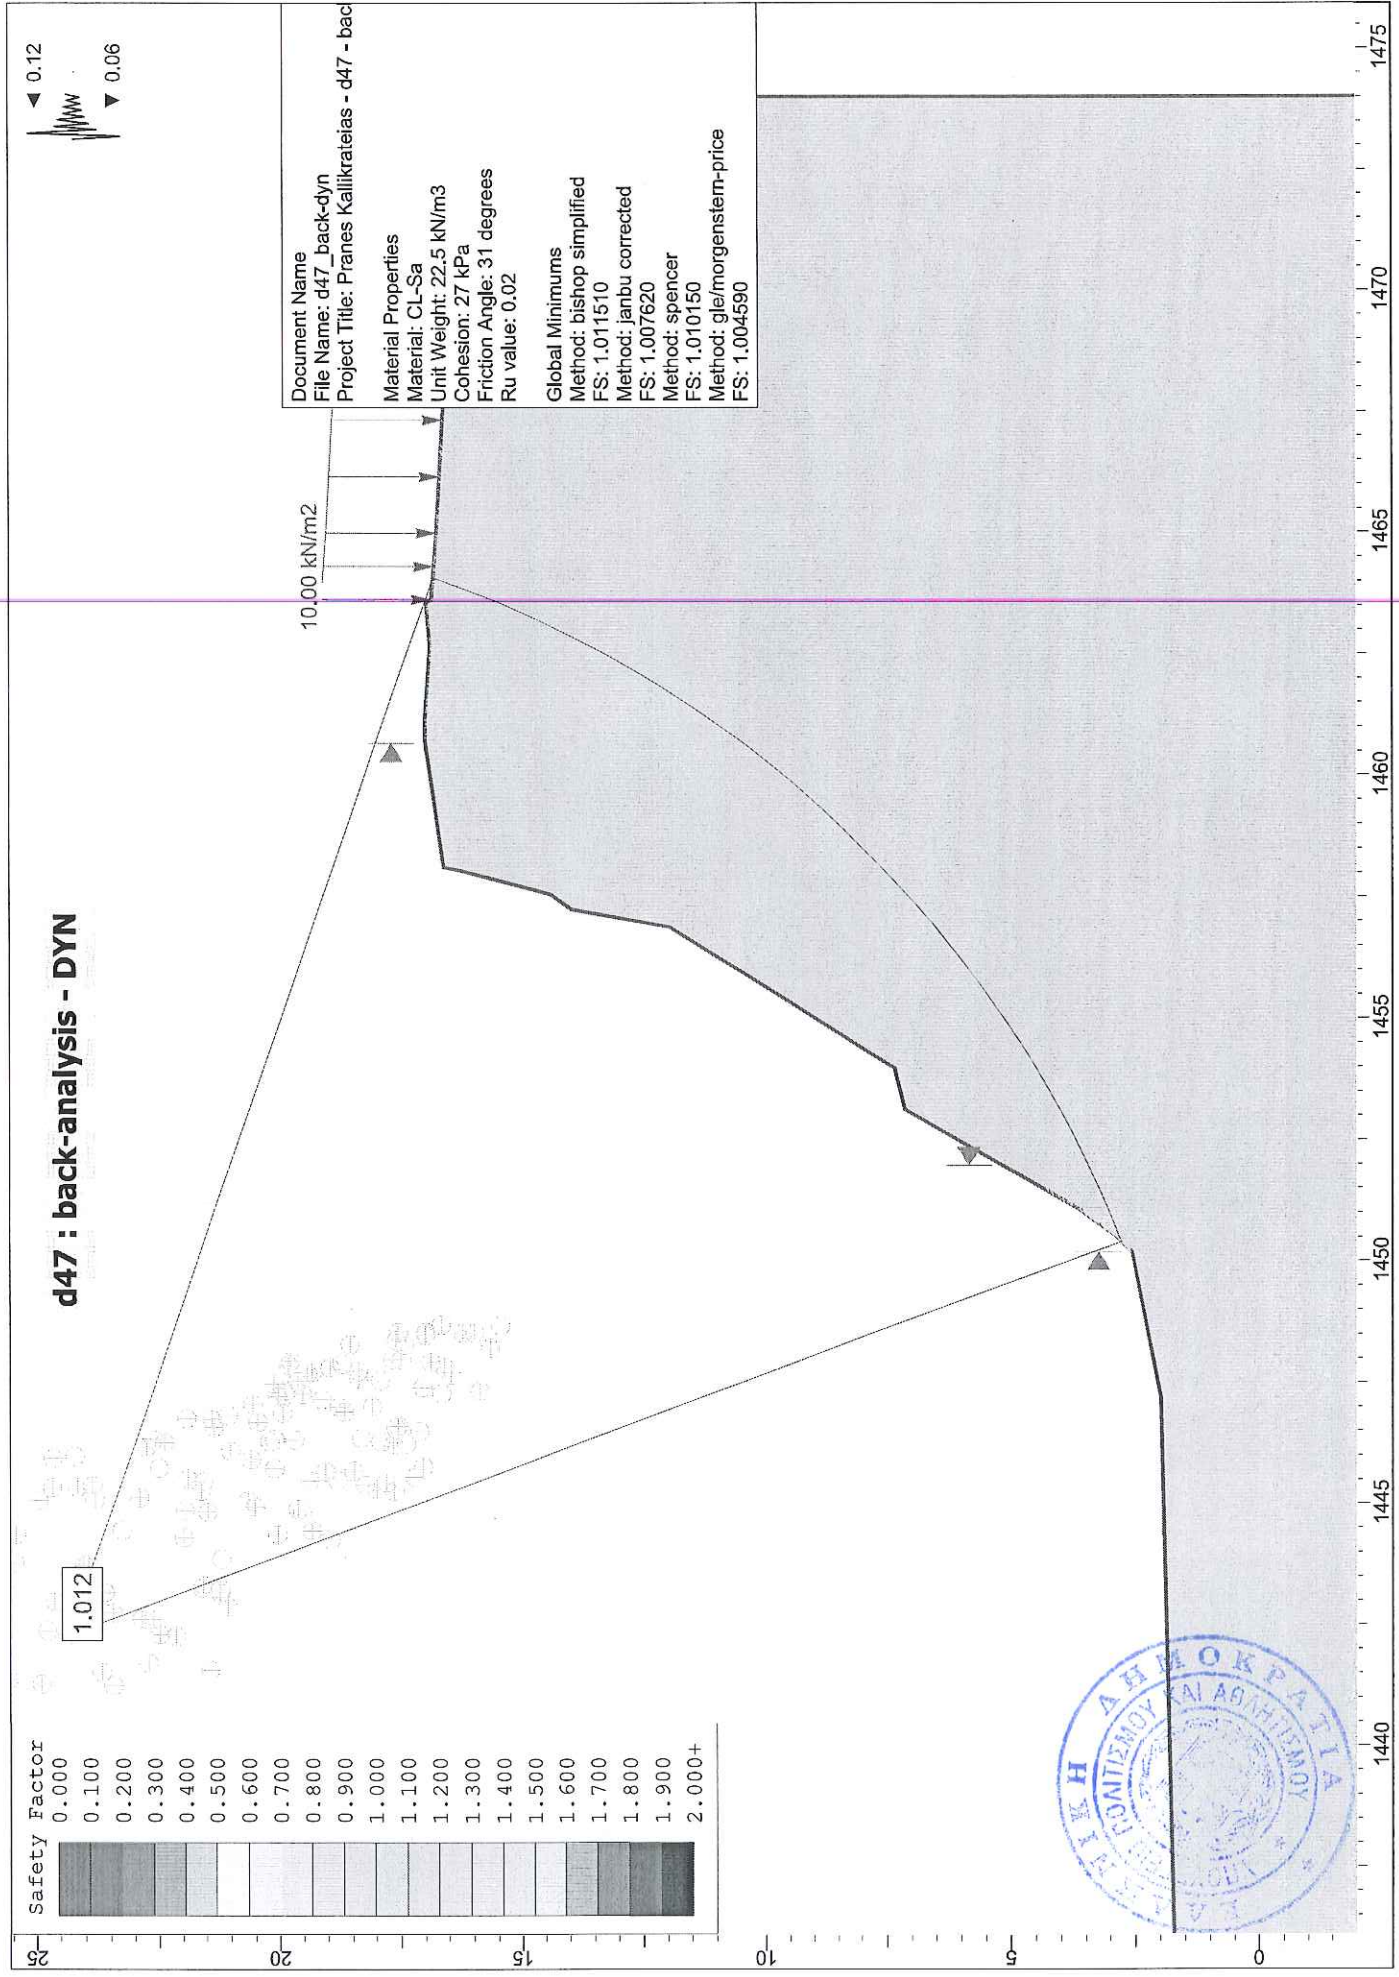 d47 : back-analysis - DYN
0.12
0.06
Safety Factor
0.000
0.100
0.200
0.300
0.400
0.500
0.600
0.700
0.800
0.900
1.000
1.100
1.200
1.300
1.400
1.500
1.600
1.700
1.800
1.900
2.000+
1.012
10.00 kN/m2
Document Name
File Name: d47_back-dyn
Project Title: Pranes Kallikrateias - d47 - bacl
Material Properties
Material: CL-Sa
Unit Weight: 22.5 kN/m3
Cohesion: 27 kPa
Friction Angle: 31 degrees
Ru value: 0.02
Global Minimums
Method: bishop simplified
FS: 1.011510
Method: janbu corrected
FS: 1.007620
Method: spencer
FS: 1.010150
Method: gle/morgenstern-price
FS: 1.004590
25
20
15
10
5
0
1440
1445
1450
1455
1460
1465
1470
1475
ΔΗΜΟΚΡΑΤΙΑ
ΠΟΛΙΤΙΣΜΟΥ ΚΑΙ ΑΘΛΗΤΙΣΜΟΥ